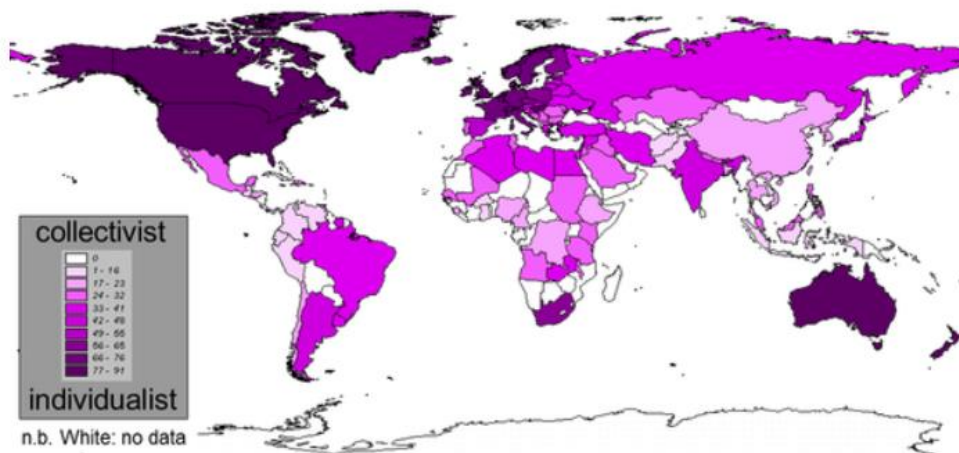 collectivist
0
1 - 16
17 - 23
24 - 32
33 - 41
42 - 48
49 - 55
56 - 65
66 - 76
77 - 91
individualist
n.b. White: no data